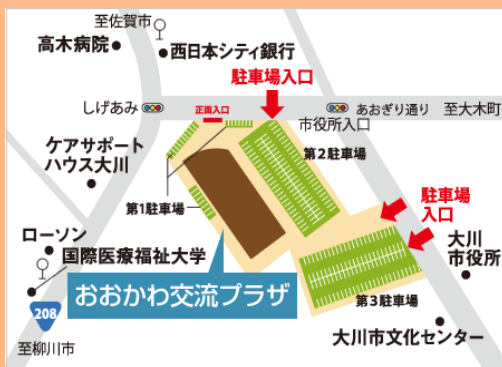 至佐賀市
高木病院
西日本シティ銀行
駐車場入口
しげあみ
正面入口
あおぎり通り
至大木町
市役所入口
ケアサポート
ハウス大川
第2駐車場
第1駐車場
駐車場
入口
ローソン
国際医療福祉大学
大川
市役所
おおかわ交流プラザ
208
第3駐車場
至柳川市
大川市文化センター